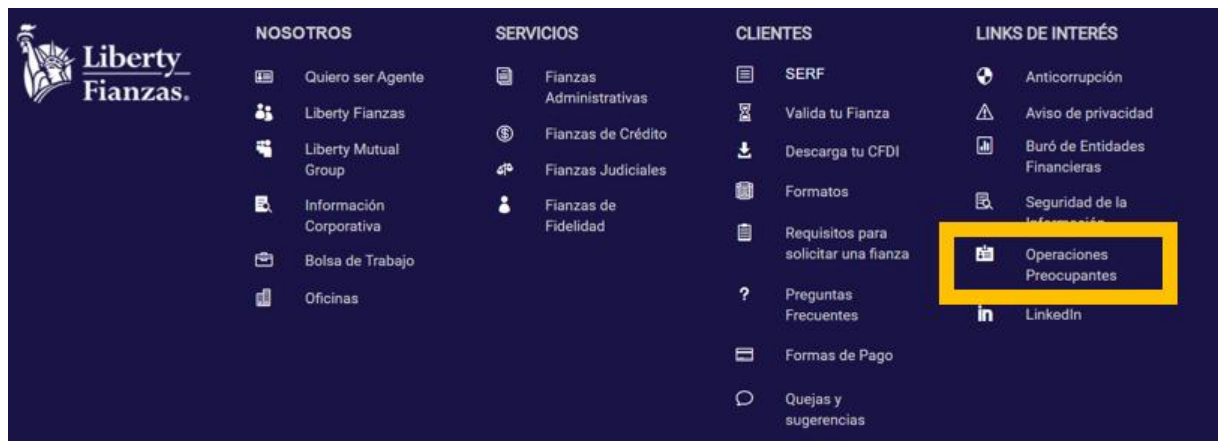 Liberty
Fianzas.
NOSOTROS
Quiero ser Agente
Liberty Fianzas
Liberty Mutual
Group
Información
Corporativa
Bolsa de Trabajo
Oficinas
SERVICIOS
Fianzas
Administrativas
Fianzas de Crédito
Fianzas Judiciales
Fianzas de
Fidelidad
CLIENTES
SERF
Valida tu Fianza
Descarga tu CFDI
Formatos
Requisitos para
solicitar una fianza
Preguntas
Frecuentes
Formas de Pago
Quejas y
sugerencias
LINKS DE INTERÉS
Anticorrupción
Aviso de privacidad
Buró de Entidades
Financieras
Seguridad de la
Información
Operaciones
Preocupantes
LinkedIn